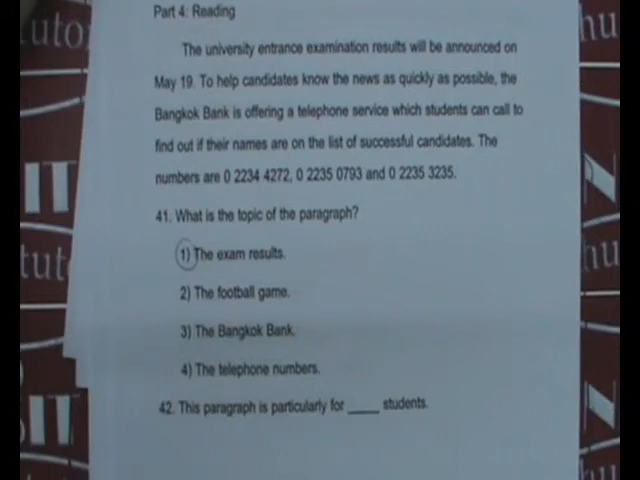 Part 4: Reading
The university entrance examination results will be announced on
May 19. To help candidates know the news as quickly as possible, the
Bangkok Bank is offering a telephone service which students can call to
find out if their names are on the list of successful candidates. The
numbers are 0 2234 4272, 0 2235 0793 and 0 2235 3235.
41. What is the topic of the paragraph?
1) The exam results.
2) The football game.
3) The Bangkok Bank.
4) The telephone numbers.
42. This paragraph is particularly for ____ students.